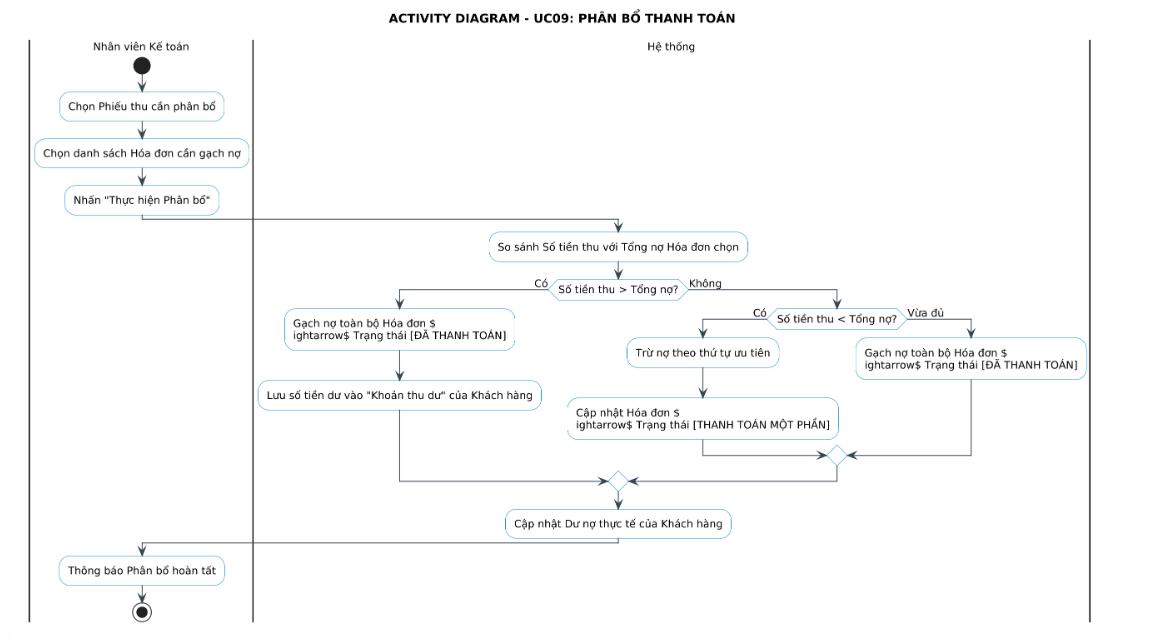 ACTIVITY DIAGRAM - UC09: PHÂN BỔ THANH TOÁN
Nhân viên Kế toán
Hệ thống
Chọn Phiếu thu cần phân bổ
Chọn danh sách Hóa đơn cần gạch nợ
Nhấn "Thực hiện Phân bổ"
So sánh Số tiền thu với Tổng nợ Hóa đơn chọn
Có
Số tiền thu > Tổng nợ?
Không
Gạch nợ toàn bộ Hóa đơn $
ightarrow$ Trạng thái [ĐÃ THANH TOÁN]
Lưu số tiền dư vào "Khoản thu dư" của Khách hàng
Có
Số tiền thu < Tổng nợ?
Vừa đủ
Trừ nợ theo thứ tự ưu tiên
Cập nhật Hóa đơn $
ightarrow$ Trạng thái [THANH TOÁN MỘT PHẦN]
Gạch nợ toàn bộ Hóa đơn $
ightarrow$ Trạng thái [ĐÃ THANH TOÁN]
Cập nhật Dư nợ thực tế của Khách hàng
Thông báo Phân bổ hoàn tất